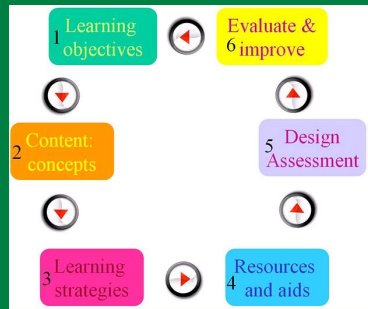 1 Learning
objectives
2 Content:
concepts
3 Learning
strategies
4 Resources
and aids
5 Design
Assessment
Evaluate &
6 improve